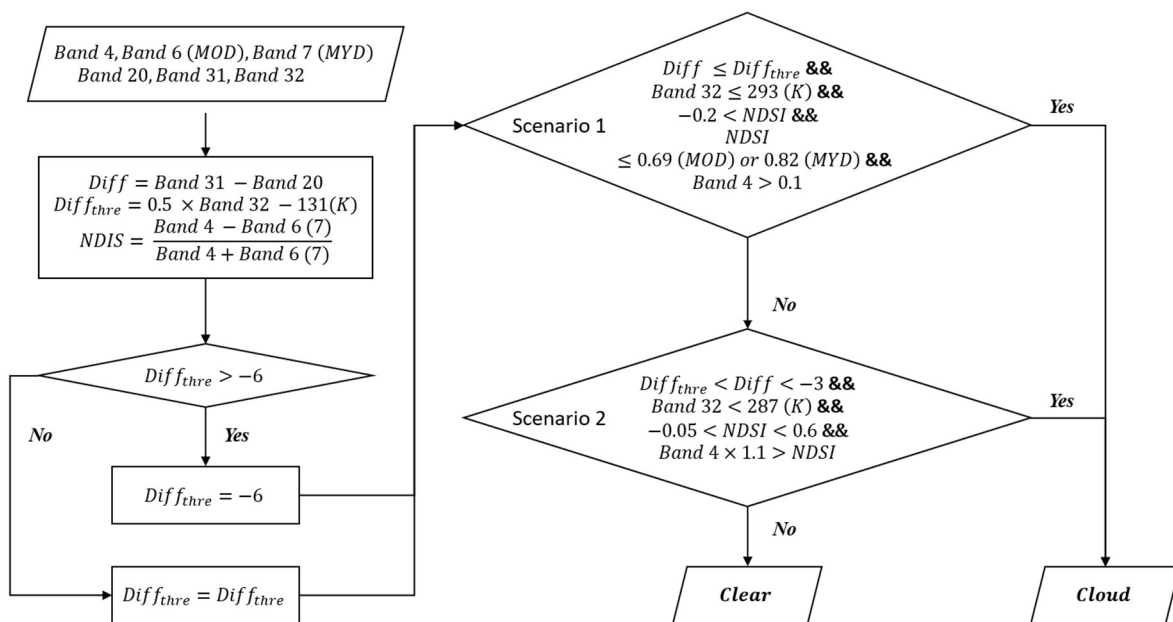 Band 4, Band 6 (MOD), Band 7 (MYD)
Band 20, Band 31, Band 32
Diff = Band 31 − Band 20
Diff_thre = 0.5 × Band 32 − 131(K)
NDIS = (Band 4 − Band 6 (7)) / (Band 4 + Band 6 (7))
Diff_thre > −6
No
Yes
Diff_thre = −6
Diff_thre = Diff_thre
Scenario 1
Diff ≤ Diff_thre &&
Band 32 ≤ 293 (K) &&
−0.2 < NDSI &&
NDSI
≤ 0.69 (MOD) or 0.82 (MYD) &&
Band 4 > 0.1
Yes
No
Scenario 2
Diff_thre < Diff < −3 &&
Band 32 < 287 (K) &&
−0.05 < NDSI < 0.6 &&
Band 4 × 1.1 > NDSI
Yes
No
Clear
Cloud